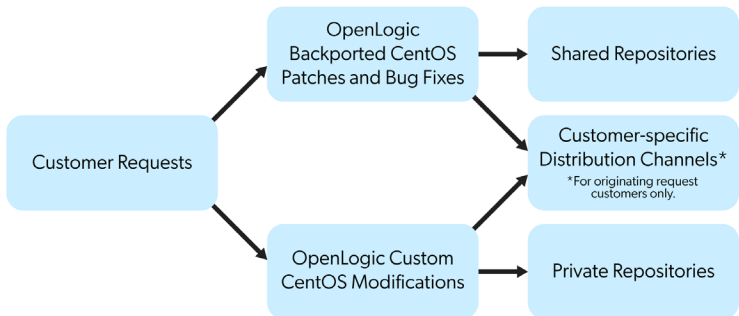 Customer Requests
OpenLogic
Backported CentOS
Patches and Bug Fixes
OpenLogic Custom
CentOS Modifications
Shared Repositories
Customer-specific
Distribution Channels*
*For originating request
customers only.
Private Repositories